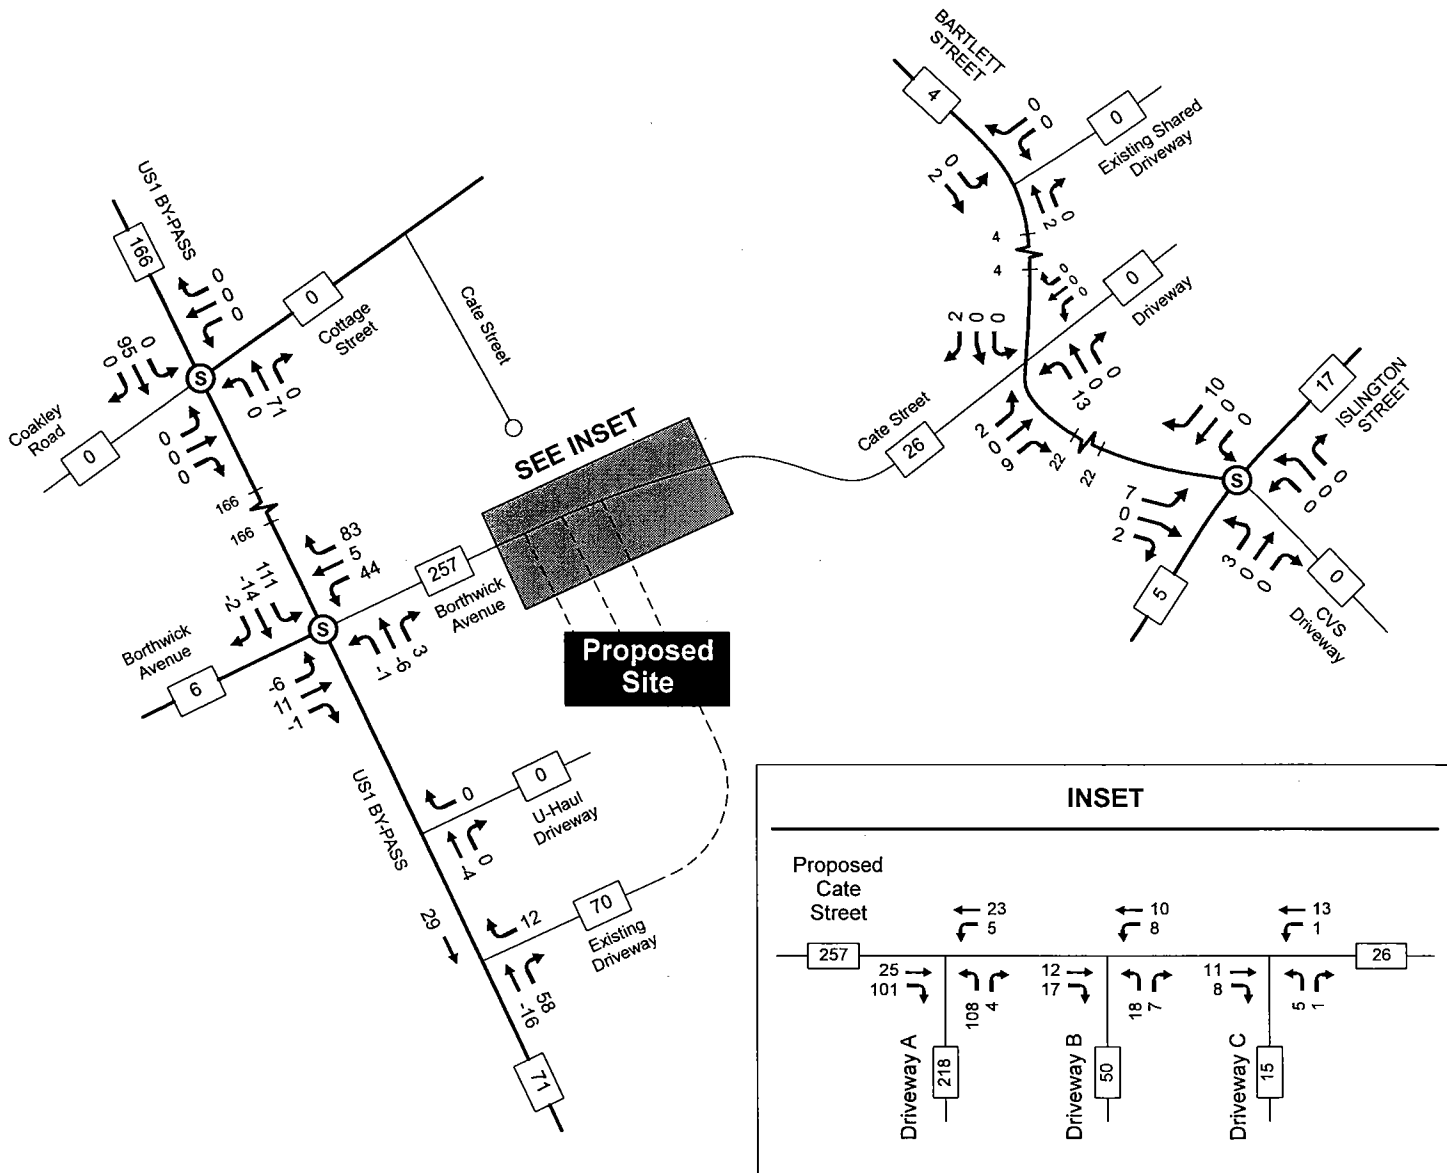 BARTLETT
STREET
4
0
0
0
Existing Shared
Driveway
0
2
2
0
4
4
US1 BY-PASS
166
0
0
0
0
Cottage
Street
Cate Street
0
95
0
0
71
0
Coakley
Road
0
0
0
0
166
166
0
0
0
0
Driveway
2
0
0
13
0
0
Cate Street
26
2
0
9
22
22
17
ISLINGTON
STREET
10
0
0
0
0
0
7
0
2
3
0
0
5
0
CVS
Driveway
SEE INSET
83
5
44
257
Borthwick
Avenue
111
-14
-2
Borthwick
Avenue
6
-1
-6
3
-6
11
-1
Proposed
Site
US1 BY-PASS
0
0
U-Haul
Driveway
-4
0
29
12
70
Existing
Driveway
-16
58
71
INSET
Proposed
Cate
Street
257
23
5
10
8
13
1
26
25
101
108
4
12
17
18
7
11
8
5
1
Driveway A
218
Driveway B
50
Driveway C
15
S
S
S